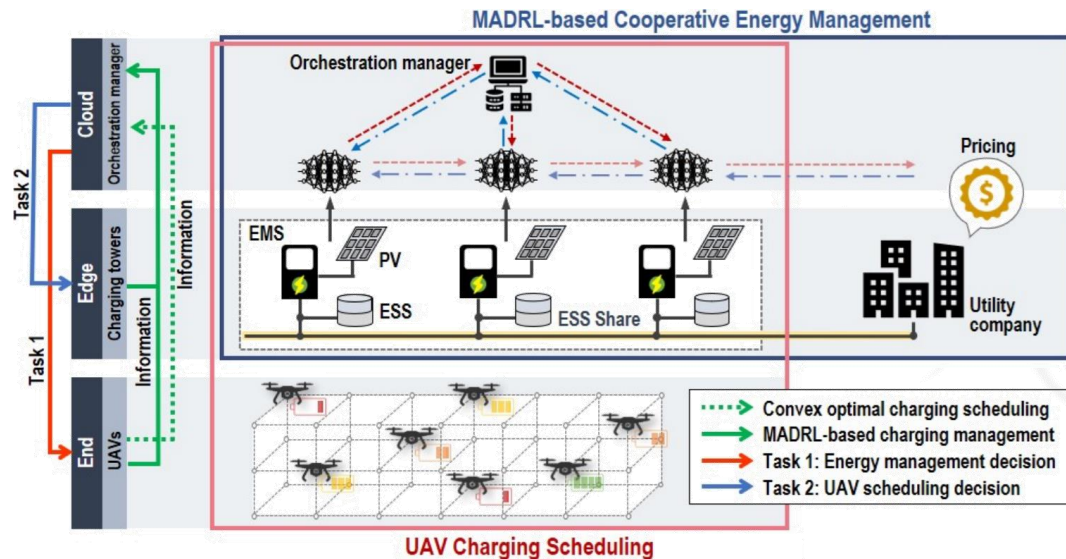 MADRL-based Cooperative Energy Management
Orchestration manager
Cloud
Orchestration manager
Pricing
$
Task 2
Information
EMS
PV
ESS
ESS Share
Utility
company
Edge
Charging towers
Task 1
Information
End
UAVs
Convex optimal charging scheduling
MADRL-based charging management
Task 1: Energy management decision
Task 2: UAV scheduling decision
UAV Charging Scheduling